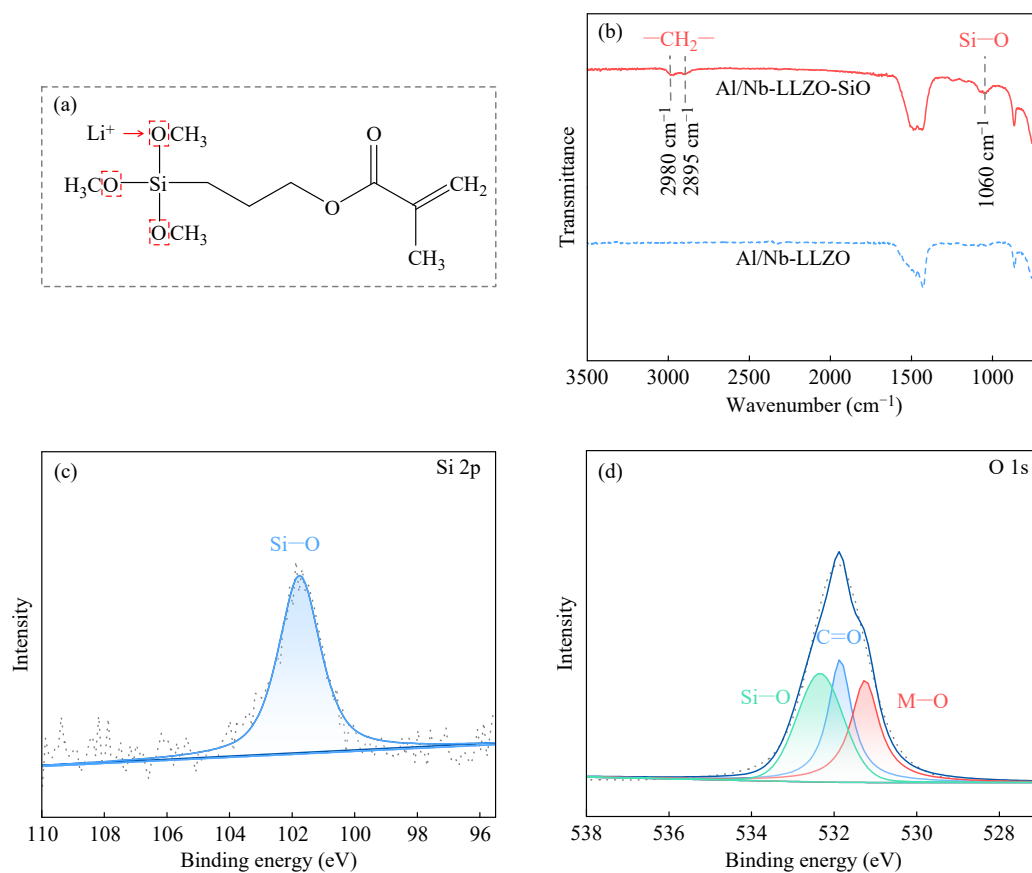 (a)
Li⁺
OCH₃
H₃CO
Si
OCH₃
O
O
CH₂
CH₃
(b)
—CH₂—
Si—O
Al/Nb-LLZO-SiO
2980 cm⁻¹
2895 cm⁻¹
1060 cm⁻¹
Al/Nb-LLZO
Transmittance
3500 3000 2500 2000 1500 1000
Wavenumber (cm⁻¹)
(c)
Si 2p
Si—O
Intensity
110 108 106 104 102 100 98 96
Binding energy (eV)
(d)
O 1s
C=O
Si—O
M—O
Intensity
538 536 534 532 530 528
Binding energy (eV)